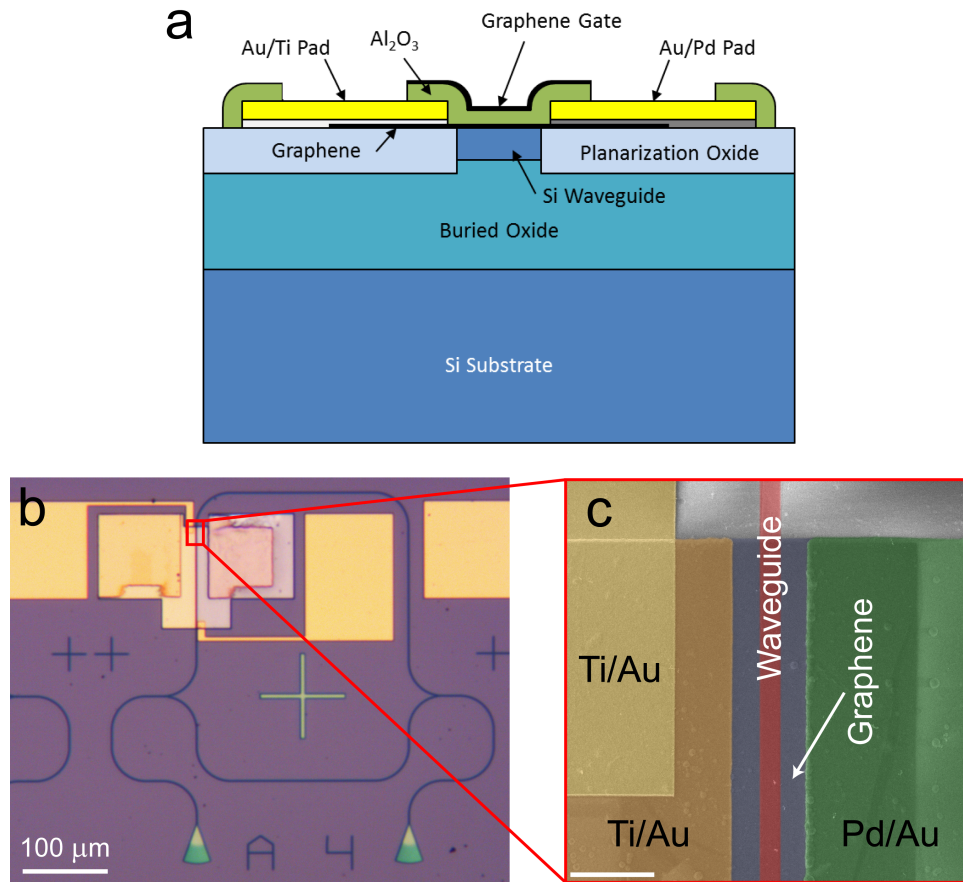 a
Graphene Gate
Au/Ti Pad
Al₂O₃
Au/Pd Pad
Graphene
Planarization Oxide
Si Waveguide
Buried Oxide
Si Substrate
b
100 μm
A 4
c
Waveguide
Graphene
Ti/Au
Ti/Au
Pd/Au